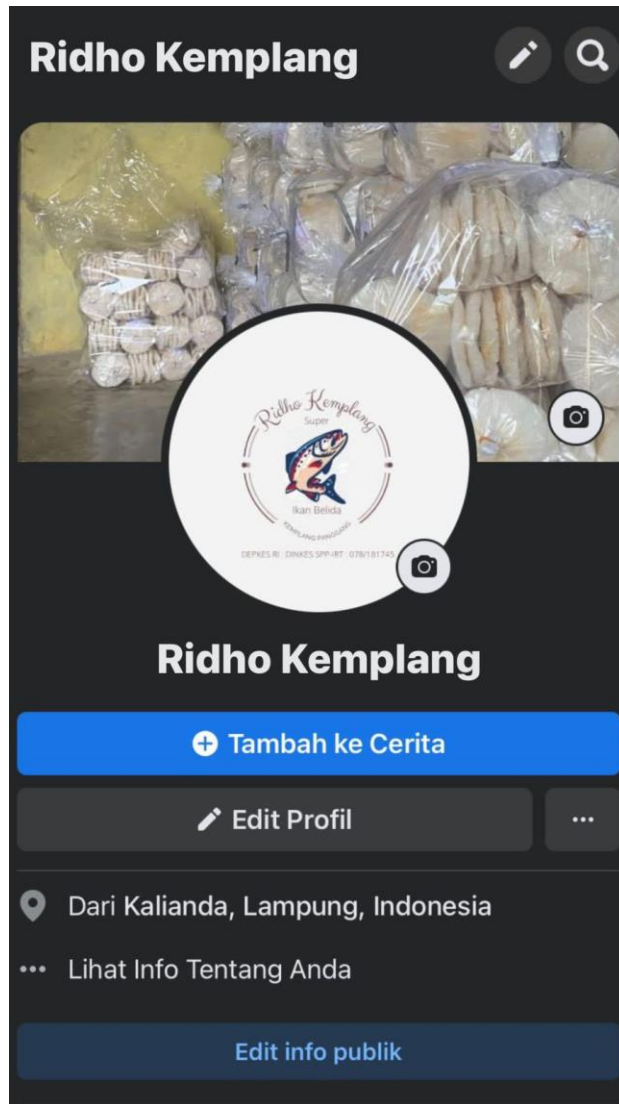 Ridho Kemplang
Ridho Kemplang
Super
Ikan Belida
KEMPLANG PANGGANG
DEPKES RI : DINKES SPP-IRT : 078/181745
Ridho Kemplang
Tambah ke Cerita
Edit Profil
Dari Kalianda, Lampung, Indonesia
Lihat Info Tentang Anda
Edit info publik